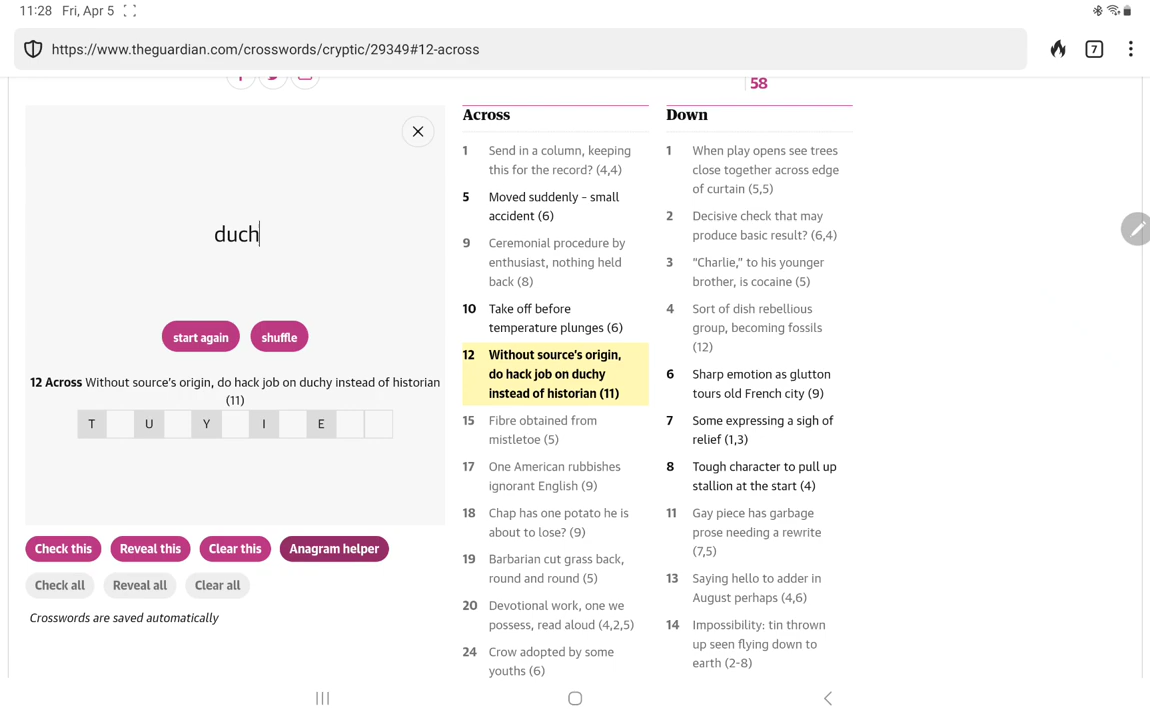 11:28 Fri, Apr 5
https://www.theguardian.com/crosswords/cryptic/29349#12-across
7
58
duch
start again
shuffle
12 Across Without source's origin, do hack job on duchy instead of historian
(11)
T U Y I E
Check this
Reveal this
Clear this
Anagram helper
Check all
Reveal all
Clear all
Crosswords are saved automatically
Across
1 Send in a column, keeping
this for the record? (4,4)
5 Moved suddenly – small
accident (6)
9 Ceremonial procedure by
enthusiast, nothing held
back (8)
10 Take off before
temperature plunges (6)
12 Without source's origin,
do hack job on duchy
instead of historian (11)
15 Fibre obtained from
mistletoe (5)
17 One American rubbishes
ignorant English (9)
18 Chap has one potato he is
about to lose? (9)
19 Barbarian cut grass back,
round and round (5)
20 Devotional work, one we
possess, read aloud (4,2,5)
24 Crow adopted by some
youths (6)
Down
1 When play opens see trees
close together across edge
of curtain (5,5)
2 Decisive check that may
produce basic result? (6,4)
3 “Charlie,” to his younger
brother, is cocaine (5)
4 Sort of dish rebellious
group, becoming fossils
(12)
6 Sharp emotion as glutton
tours old French city (9)
7 Some expressing a sigh of
relief (1,3)
8 Tough character to pull up
stallion at the start (4)
11 Gay piece has garbage
prose needing a rewrite
(7,5)
13 Saying hello to adder in
August perhaps (4,6)
14 Impossibility: tin thrown
up seen flying down to
earth (2-8)